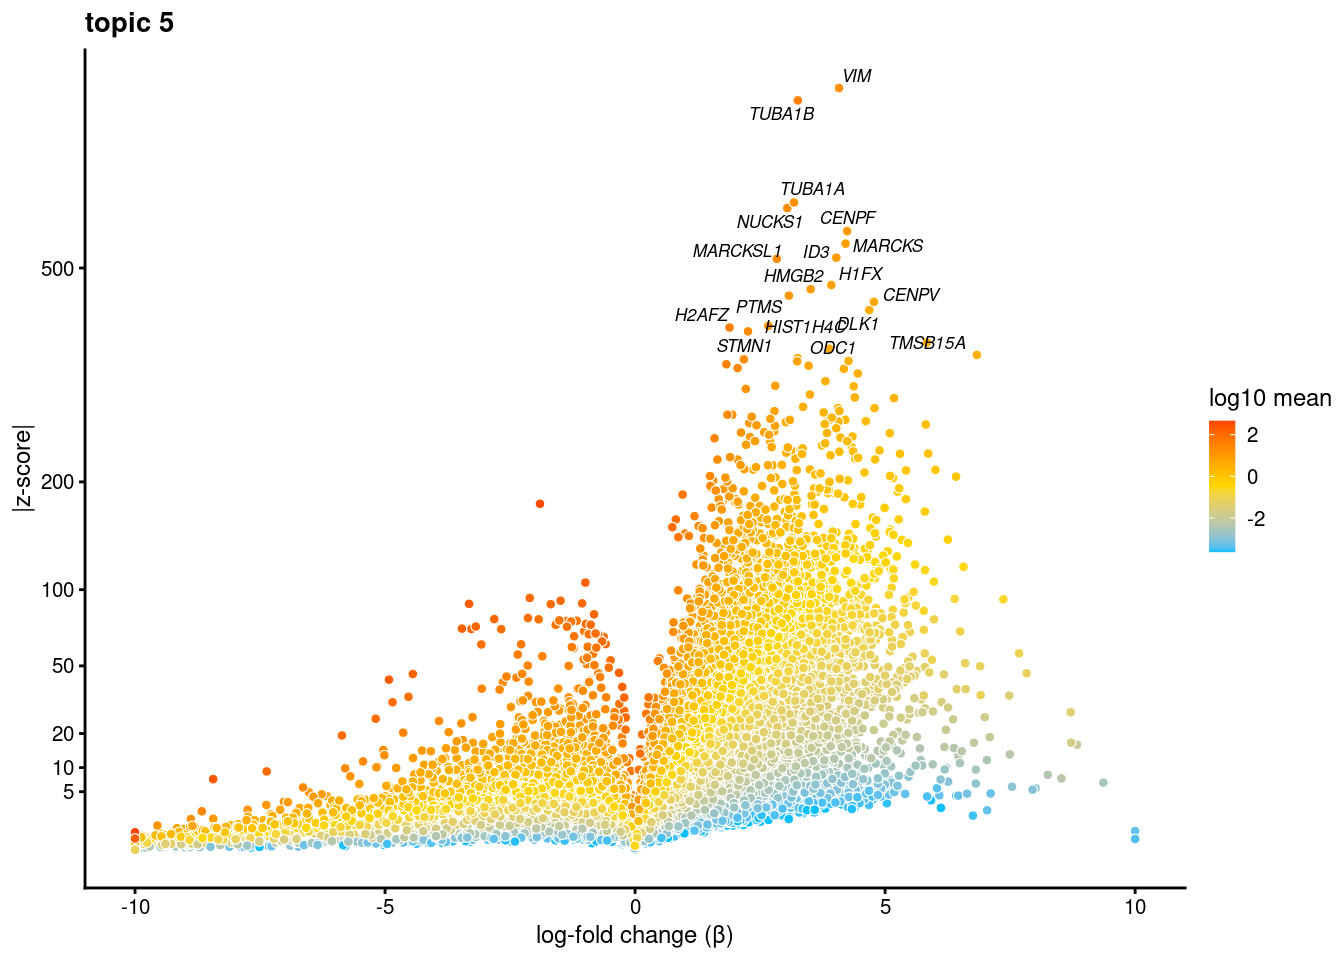 topic 5
VIM
TUBA1B
TUBA1A
NUCKS1
CENPF
MARCKS
MARCKSL1
ID3
HMGB2
H1FX
CENPV
PTMS
H2AFZ
HIST1H4C
DLK1
STMN1
ODC1
TMSB15A
|z-score|
500
200
100
50
20
10
5
-10
-5
0
5
10
log-fold change (β)
log10 mean
2
0
-2